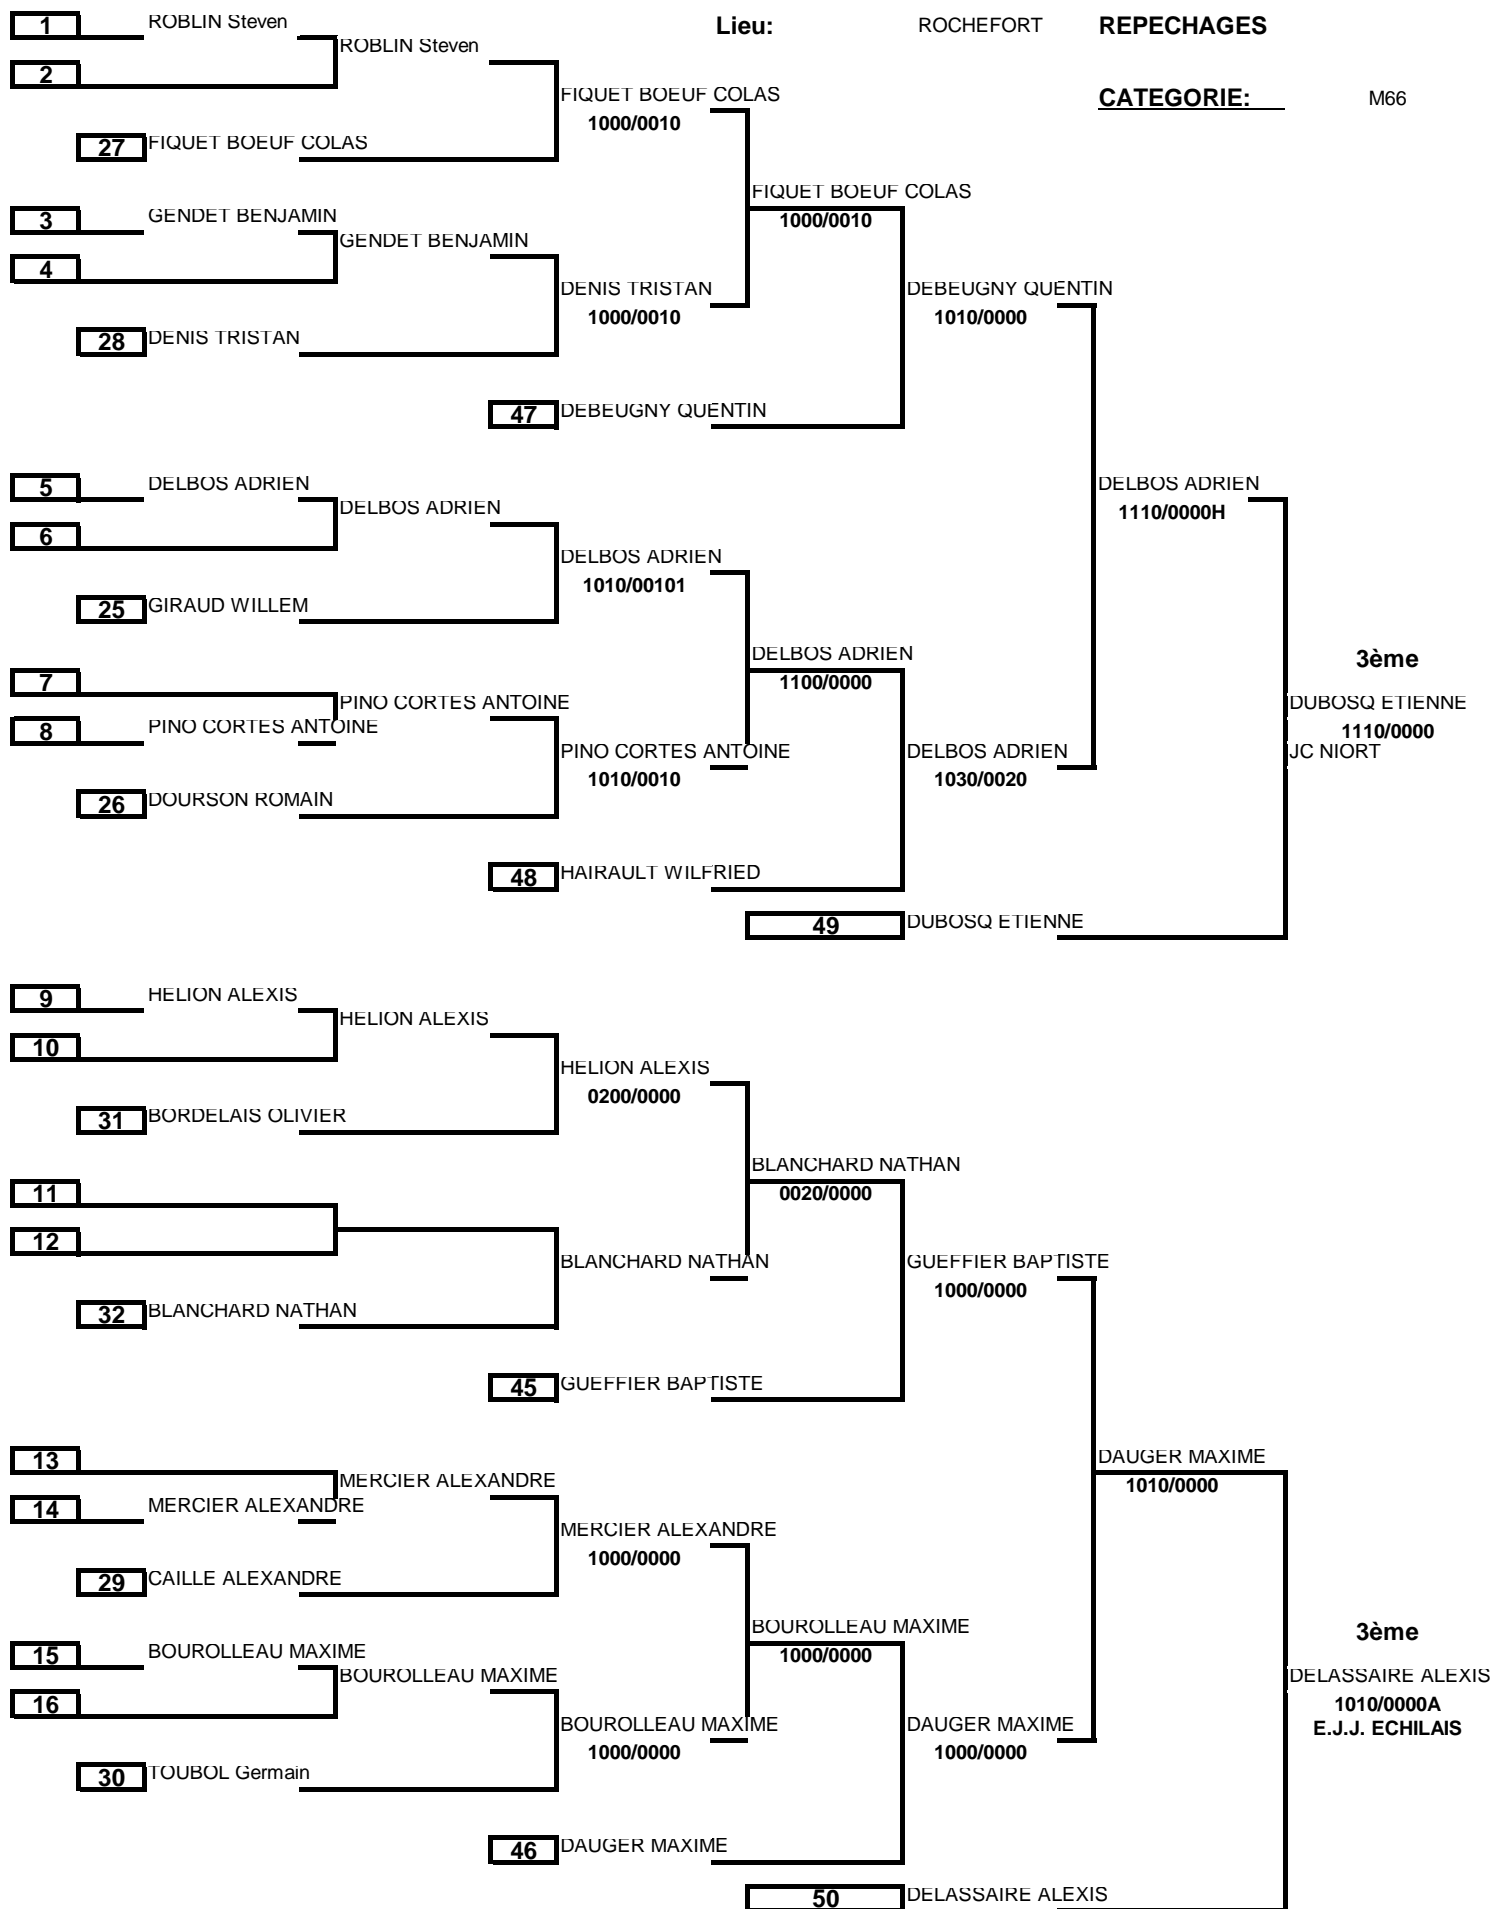 1 ROBLIN Steven Lieu: ROCHEFORT REPECHAGES
ROBLIN Steven
2
FIQUET BOEUF COLAS CATEGORIE: M66
1000/0010
27 FIQUET BOEUF COLAS
FIQUET BOEUF COLAS
3 GENDET BENJAMIN 1000/0010
GENDET BENJAMIN
4
DENIS TRISTAN DEBEUGNY QUENTIN
1000/0010 1010/0000
28 DENIS TRISTAN
47 DEBEUGNY QUENTIN
5 DELBOS ADRIEN DELBOS ADRIEN
DELBOS ADRIEN 1110/0000H
6
DELBOS ADRIEN
1010/00101
25 GIRAUD WILLEM
DELBOS ADRIEN 3ème
7 1100/0000
PINO CORTES ANTOINE DUBOSQ ETIENNE
8 PINO CORTES ANTOINE 1110/0000
PINO CORTES ANTOINE DELBOS ADRIEN JC NIORT
1010/0010 1030/0020
26 DOURSON ROMAIN
48 HAIRAULT WILFRIED
49 DUBOSQ ETIENNE
9 HELION ALEXIS
HELION ALEXIS
10
HELION ALEXIS
0200/0000
31 BORDELAIS OLIVIER
BLANCHARD NATHAN
11 0020/0000
12
BLANCHARD NATHAN GUEFFIER BAPTISTE
1000/0000
32 BLANCHARD NATHAN
45 GUEFFIER BAPTISTE
13 DAUGER MAXIME
MERCIER ALEXANDRE 1010/0000
14 MERCIER ALEXANDRE
MERCIER ALEXANDRE
1000/0000
29 CAILLE ALEXANDRE
BOUROLLEAU MAXIME 3ème
15 BOUROLLEAU MAXIME 1000/0000
BOUROLLEAU MAXIME DELASSAIRE ALEXIS
16 1010/0000A
BOUROLLEAU MAXIME DAUGER MAXIME E.J.J. ECHILAIS
1000/0000 1000/0000
30 TOUBOL Germain
46 DAUGER MAXIME
50 DELASSAIRE ALEXIS